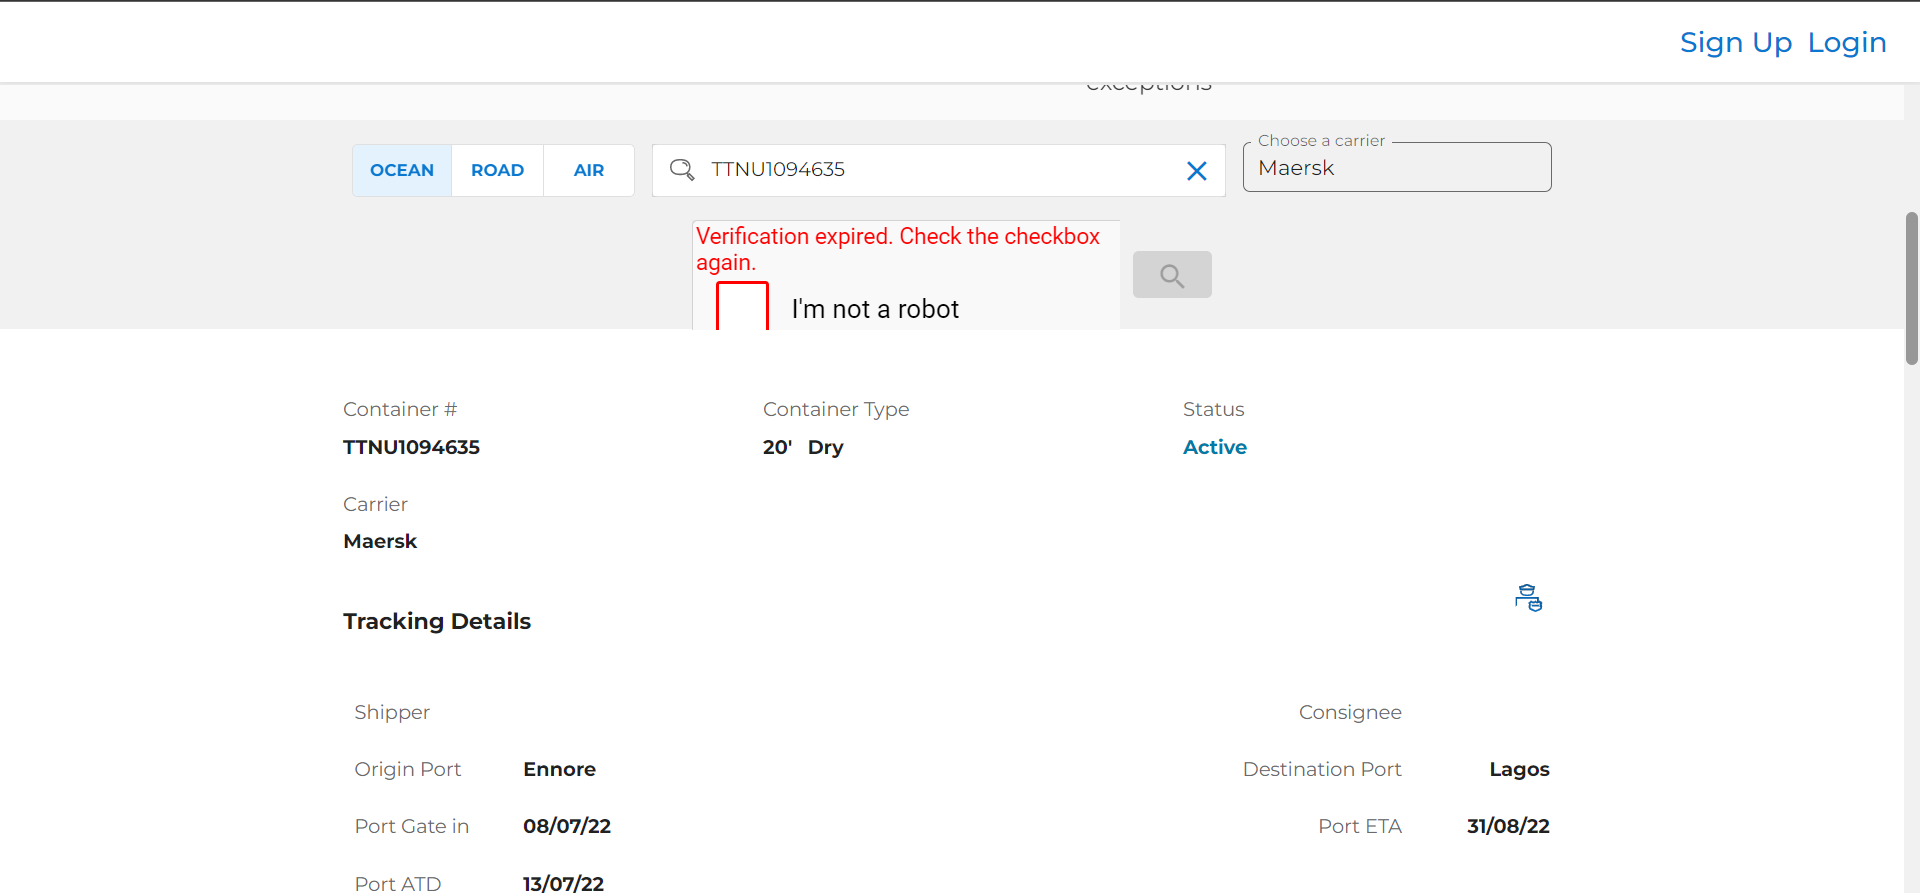 Sign Up Login
exceptions
OCEAN ROAD AIR
TTNU1094635
Choose a carrier
Maersk
Verification expired. Check the checkbox
again.
I'm not a robot
Container # Container Type Status
TTNU1094635 20' Dry Active
Carrier
Maersk
Tracking Details
Shipper Consignee
Origin Port Ennore Destination Port Lagos
Port Gate in 08/07/22 Port ETA 31/08/22
Port ATD 13/07/22